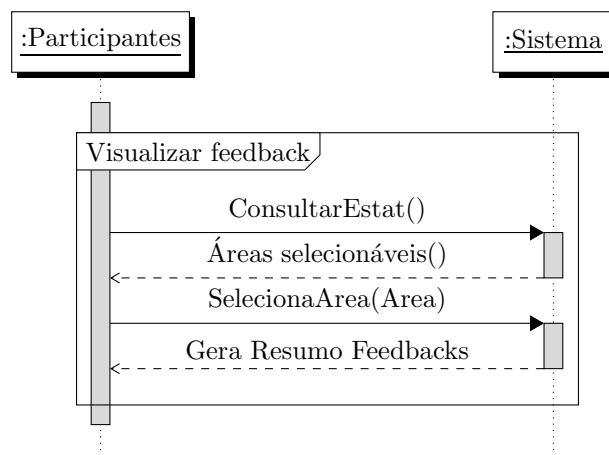 :Participantes
:Sistema
Visualizar feedback
ConsultarEstat()
Áreas selecionáveis()
SelecionaArea(Area)
Gera Resumo Feedbacks